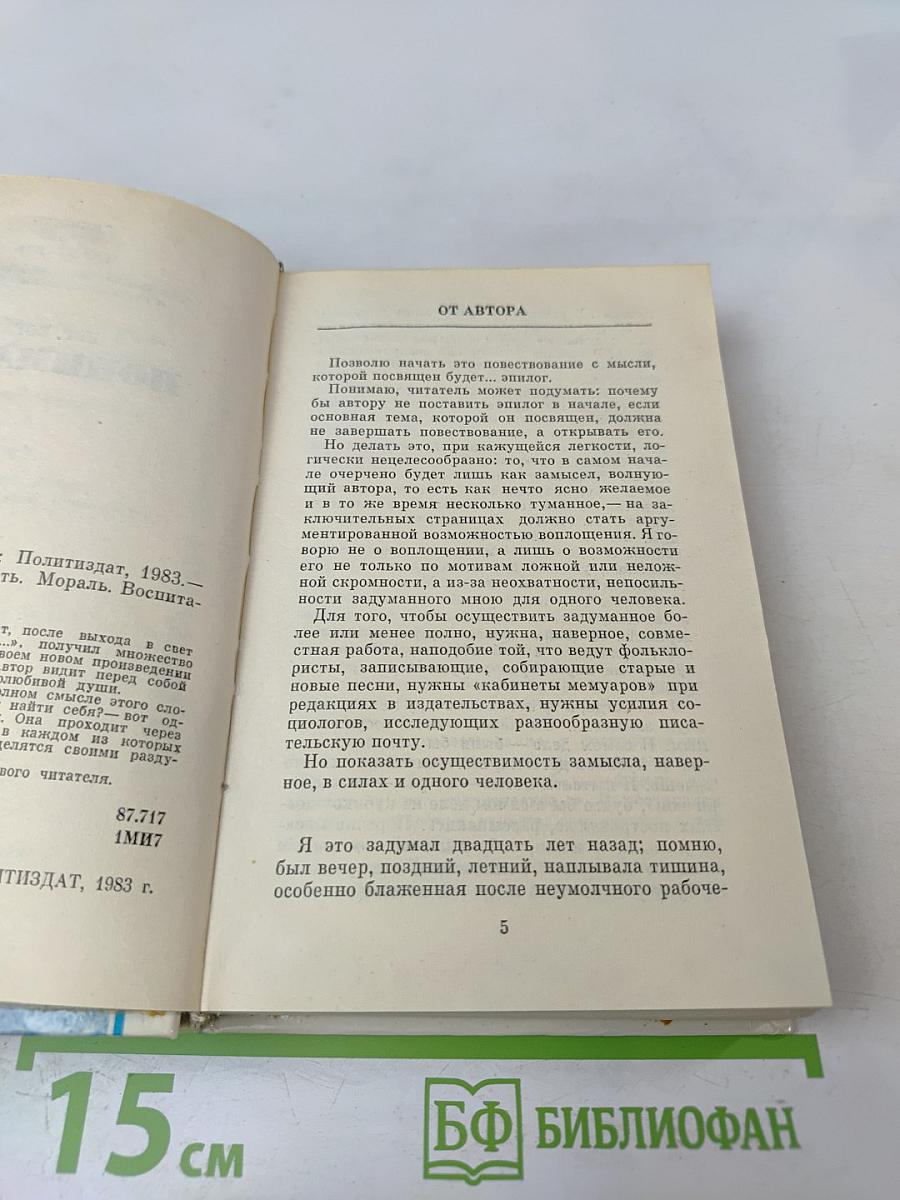 : Политиздат, 1983.—
ть. Мораль. Воспита-
т, после выхода в свет
...», получил множество
воем новом произведении
втор видит перед собой
олюбивой души.
олном смысле этого сло-
найти себя?— вот од-
Она проходит через
в каждом из которых
делятся своими разду-
вого читателя.
87.717
1МИ7
ИТИЗДАТ, 1983 г.
ОТ АВТОРА
Позволю начать это повествование с мысли,
которой посвящен будет... эпилог.
Понимаю, читатель может подумать: почему
бы автору не поставить эпилог в начале, если
основная тема, которой он посвящен, должна
не завершать повествование, а открывать его.
Но делать это, при кажущейся легкости, ло-
гически нецелесообразно: то, что в самом нача-
ле очерчено будет лишь как замысел, волную-
щий автора, то есть как нечто ясно желаемое
и в то же время несколько туманное,— на за-
ключительных страницах должно стать аргу-
ментированной возможностью воплощения. Я го-
ворю не о воплощении, а лишь о возможности
его не только по мотивам ложной или нелож-
ной скромности, а из-за неохватности, непосиль-
ности задуманного мною для одного человека.
Для того, чтобы осуществить задуманное бо-
лее или менее полно, нужна, наверное, совме-
стная работа, наподобие той, что ведут фолькло-
ристы, записывающие, собирающие старые и
новые песни, нужны «кабинеты мемуаров» при
редакциях в издательствах, нужны усилия со-
циологов, исследующих разнообразную писа-
тельскую почту.
Но показать осуществимость замысла, навер-
ное, в силах и одного человека.
Я это задумал двадцать лет назад; помню,
был вечер, поздний, летний, наплывала тишина,
особенно блаженная после неумолчного рабоче-
5
15 см
БФ БИБЛИОФАН